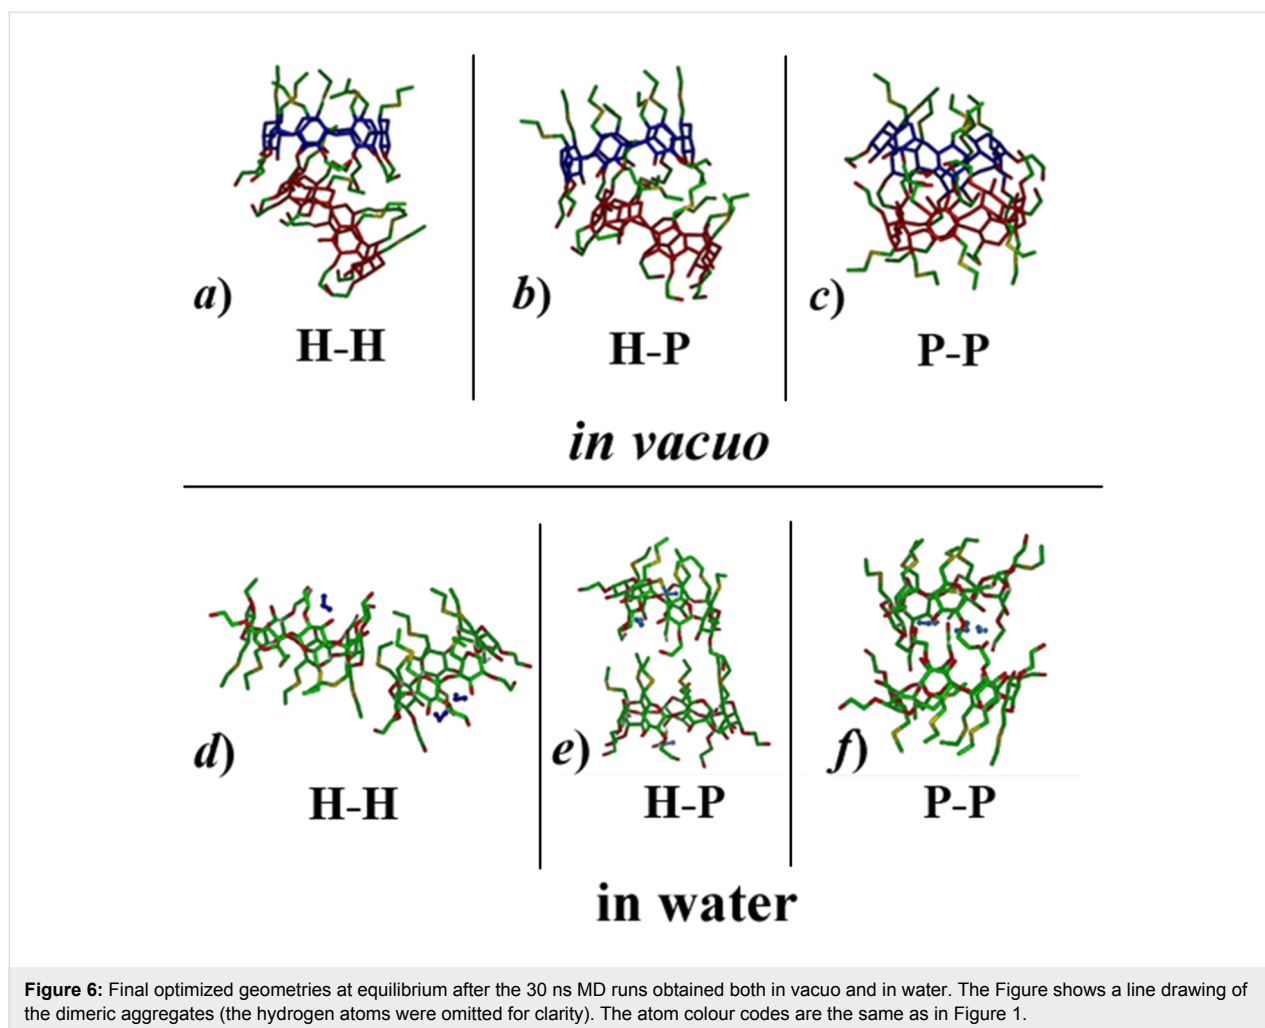 a)
H-H
b)
H-P
c)
P-P
in vacuo
d)
H-H
e)
H-P
f)
P-P
in water
Figure 6: Final optimized geometries at equilibrium after the 30 ns MD runs obtained both in vacuo and in water. The Figure shows a line drawing of
the dimeric aggregates (the hydrogen atoms were omitted for clarity). The atom colour codes are the same as in Figure 1.